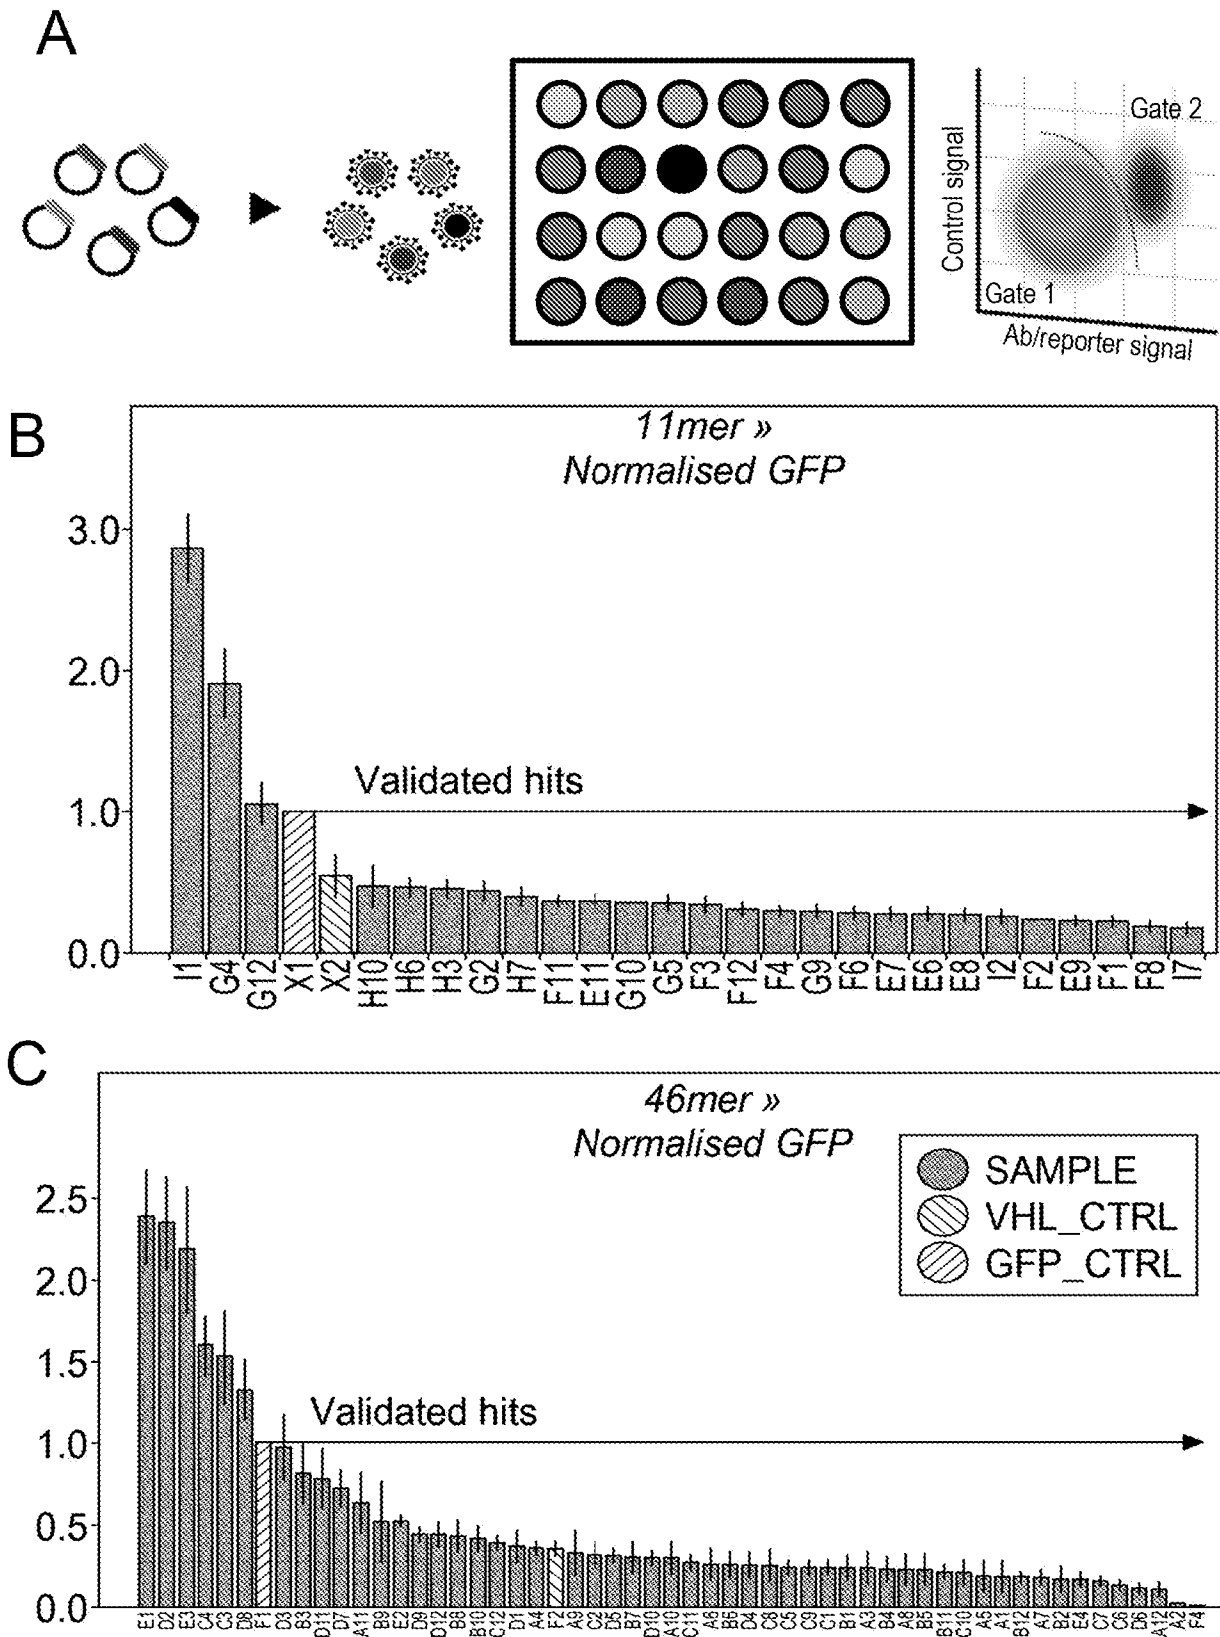 A
Control signal
Gate 2
Gate 1
Ab/reporter signal
B
11mer »
Normalised GFP
3.0
2.0
1.0
0.0
Validated hits
I1 G4 G12 X1 X2 H10 H6 H3 G2 H7 F11 E11 G10 G5 F3 F12 F4 G9 F6 E7 E6 E8 I2 F2 E9 F1 F8 I7
C
46mer »
Normalised GFP
SAMPLE
VHL_CTRL
GFP_CTRL
2.5
2.0
1.5
1.0
0.5
0.0
Validated hits
E1 D2 E3 C4 C3 D8 F1 D3 B3 D11 D7 A11 B9 E2 D9 D12 B8 B10 C12 D1 A4 F2 A9 C2 D5 B7 D10 A10 C11 A6 B6 D4 C8 C5 C9 C1 B1 A3 B4 A8 B5 B11 C10 A5 A1 B12 A7 B2 E4 C7 C6 D6 A12 A2 F4